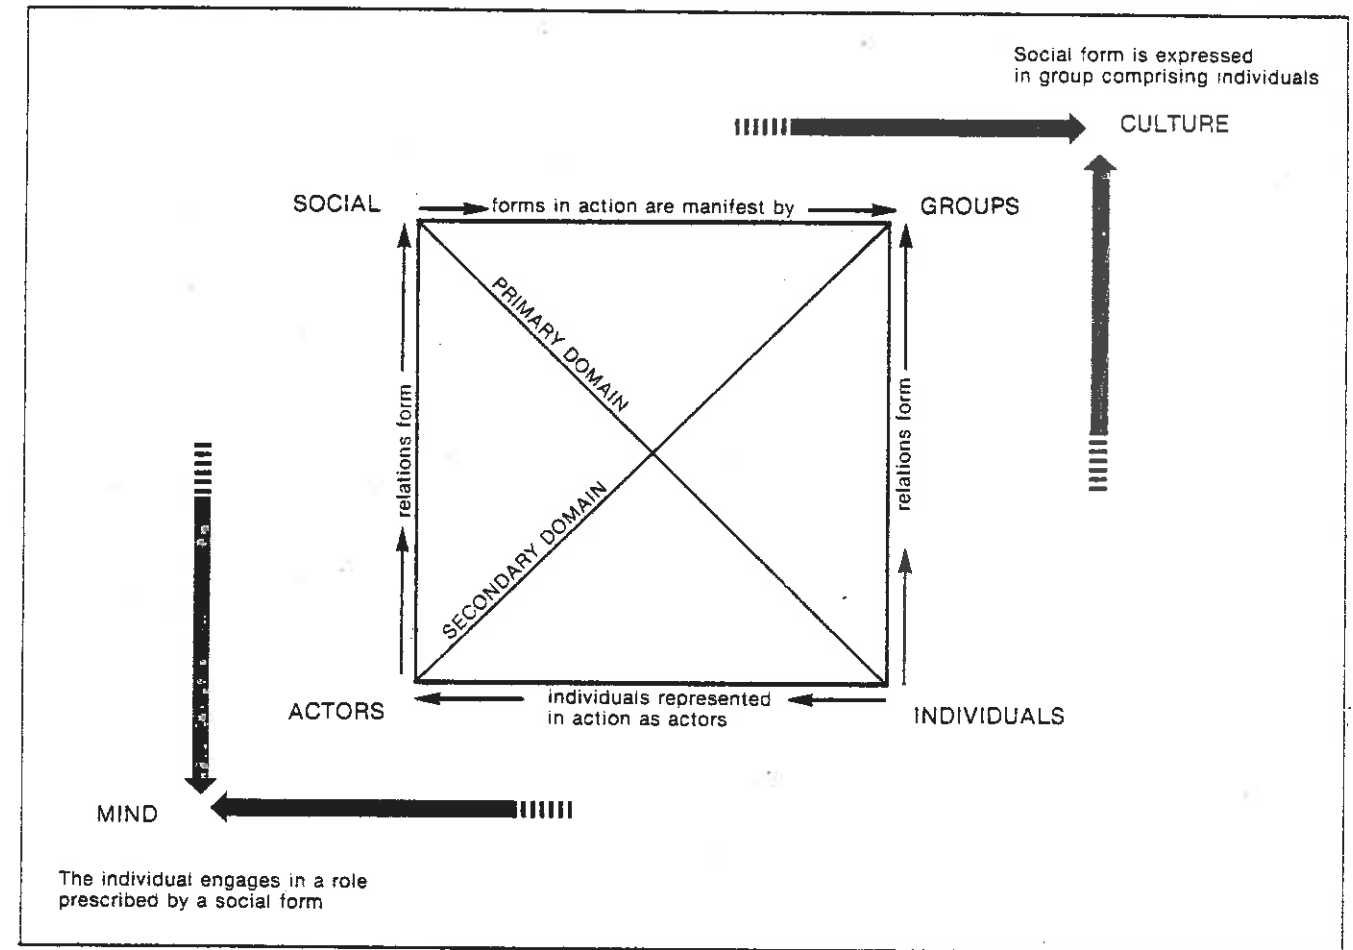 Social form is expressed
in group comprising individuals
CULTURE
SOCIAL
forms in action are manifest by
GROUPS
PRIMARY DOMAIN
relations form
relations form
SECONDARY DOMAIN
ACTORS
individuals represented
in action as actors
INDIVIDUALS
MIND
The individual engages in a role
prescribed by a social form